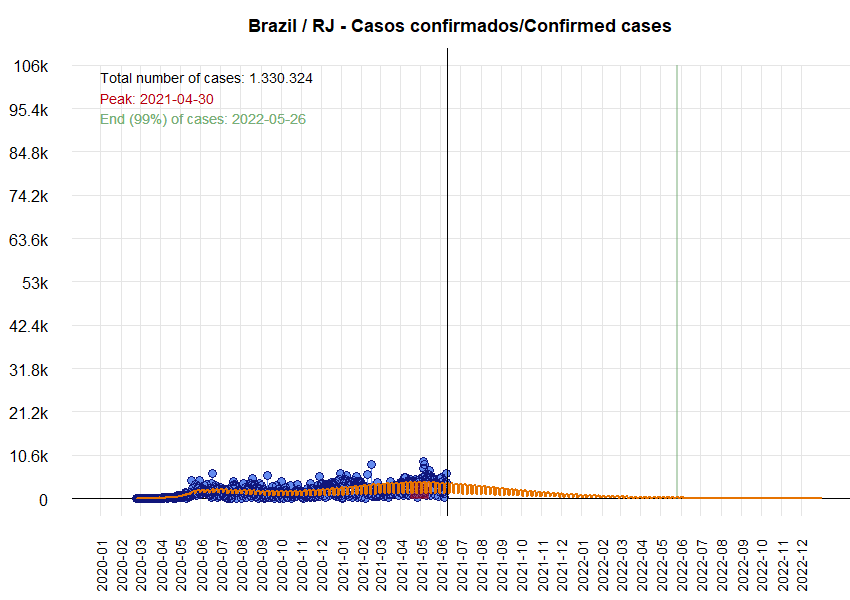 Brazil / RJ - Casos confirmados/Confirmed cases
106k
95.4k
84.8k
74.2k
63.6k
53k
42.4k
31.8k
21.2k
10.6k
0
Total number of cases: 1.330.324
Peak: 2021-04-30
End (99%) of cases: 2022-05-26
2020-01
2020-02
2020-03
2020-04
2020-05
2020-06
2020-07
2020-08
2020-09
2020-10
2020-11
2020-12
2021-01
2021-02
2021-03
2021-04
2021-05
2021-06
2021-07
2021-08
2021-09
2021-10
2021-11
2021-12
2022-01
2022-02
2022-03
2022-04
2022-05
2022-06
2022-07
2022-08
2022-09
2022-10
2022-11
2022-12